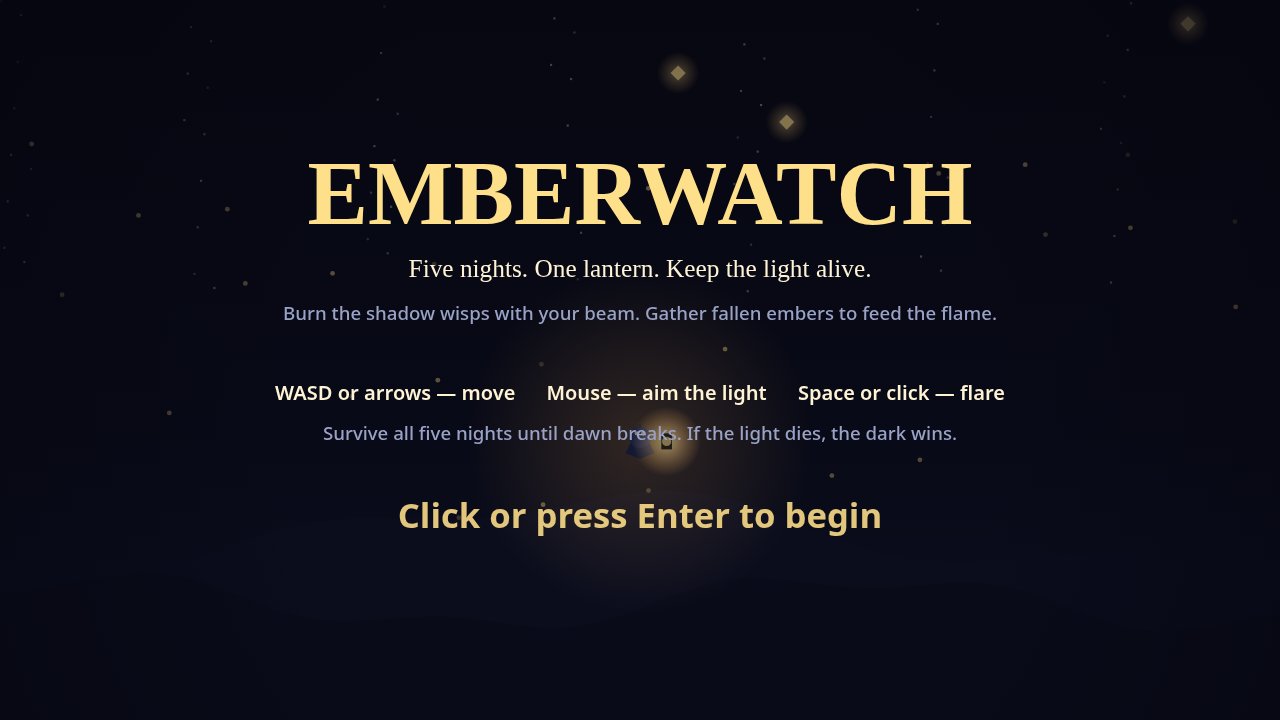 EMBERWATCH
Five nights. One lantern. Keep the light alive.
Burn the shadow wisps with your beam. Gather fallen embers to feed the flame.
WASD or arrows — move Mouse — aim the light Space or click — flare
Survive all five nights until dawn breaks. If the light dies, the dark wins.
Click or press Enter to begin